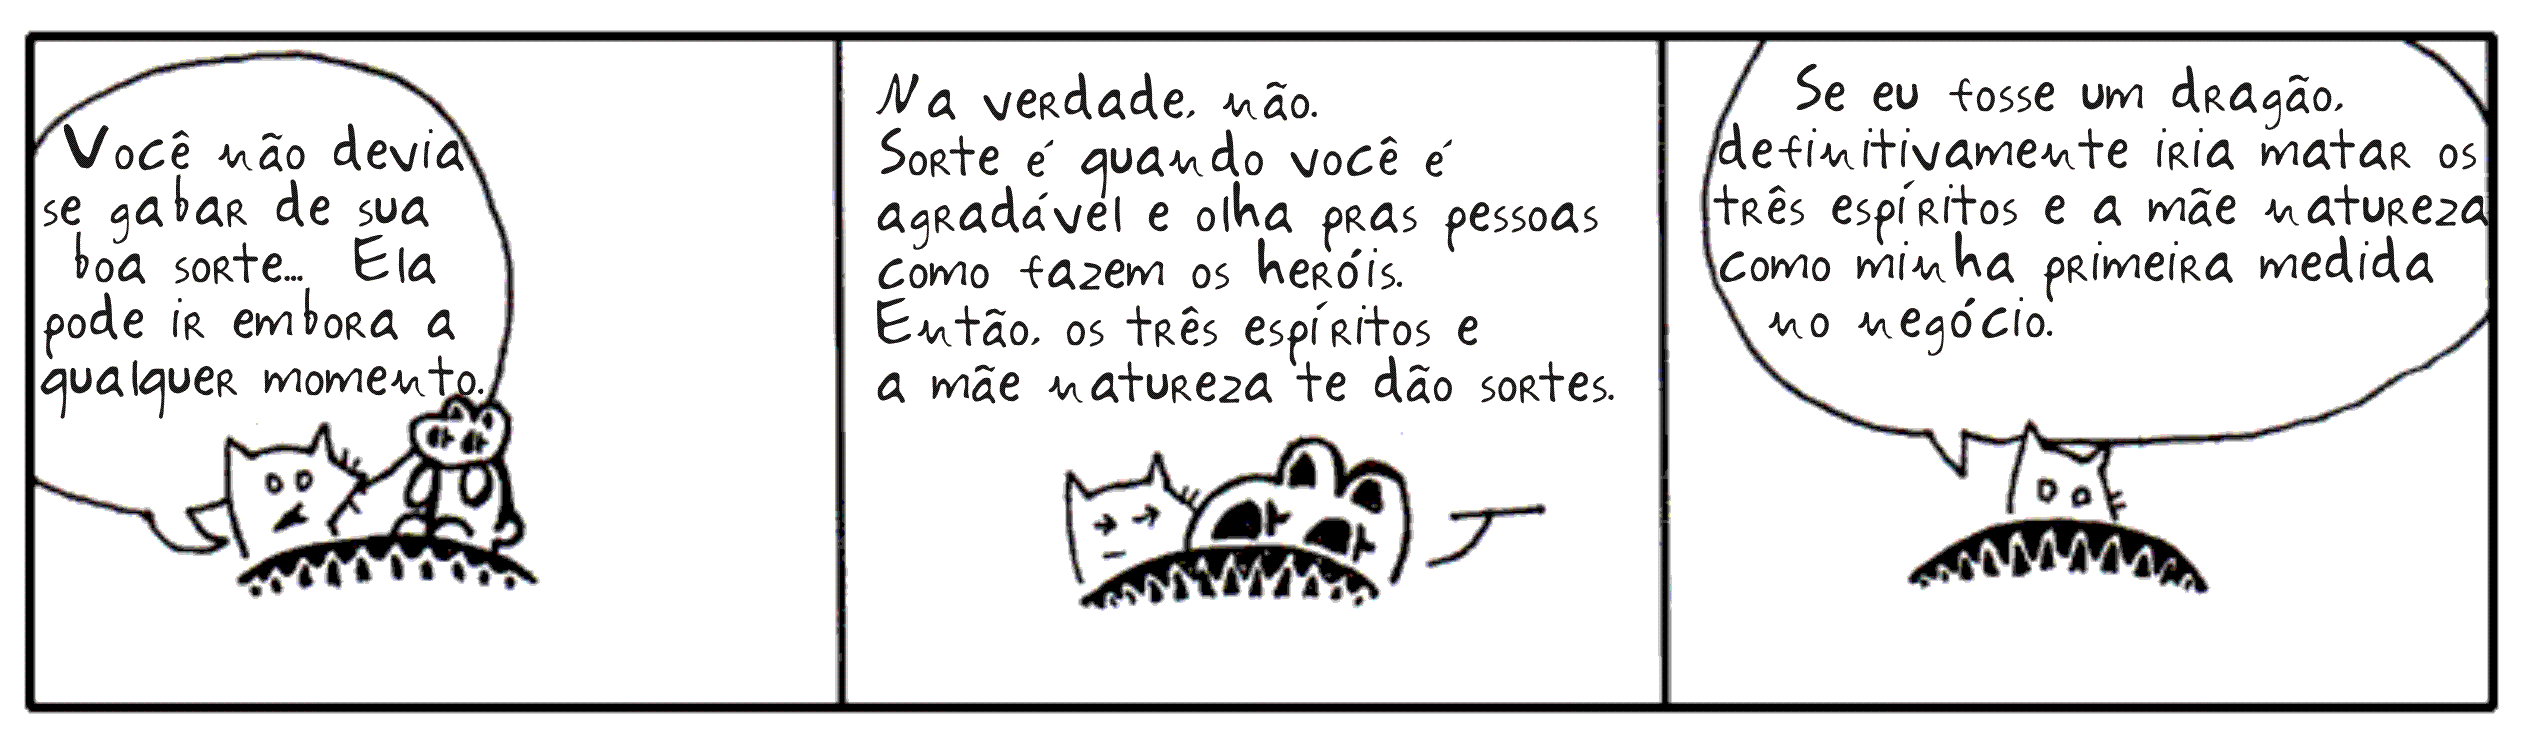 Você não devia
se gabar de sua
boa sorte... Ela
pode ir embora a
qualquer momento.
Na verdade, não.
Sorte é quando você é
agradável e olha pras pessoas
como fazem os heróis.
Então, os três espíritos e
a mãe natureza te dão sortes.
Se eu fosse um dragão,
definitivamente iria matar os
três espíritos e a mãe natureza
como minha primeira medida
no negócio.